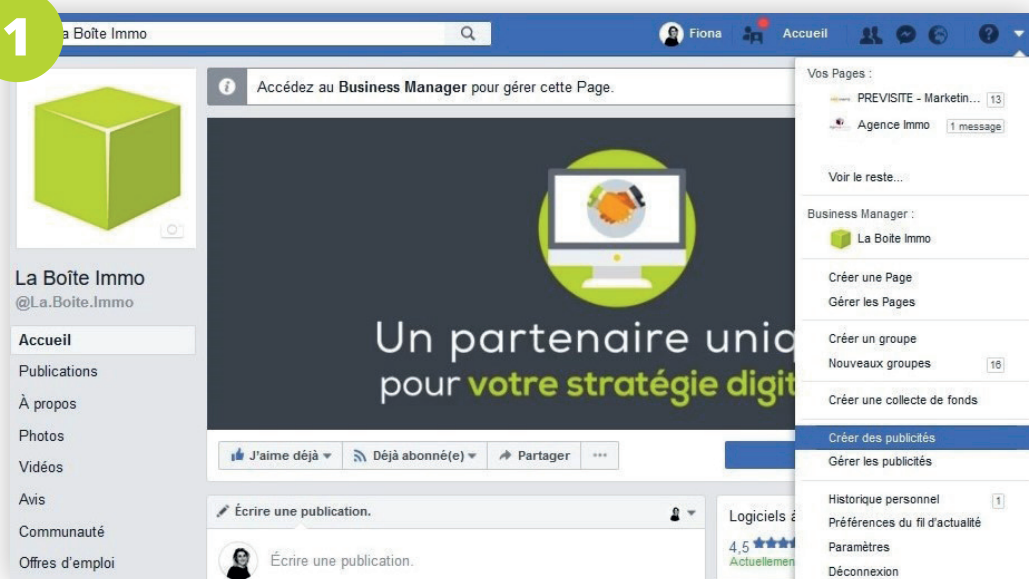 1
a Boîte Immo
Fiona
Accueil
Accédez au Business Manager pour gérer cette Page.
La Boîte Immo
@La.Boite.Immo
Accueil
Publications
À propos
Photos
Vidéos
Avis
Communauté
Offres d'emploi
Un partenaire uniq
pour votre stratégie digit
J'aime déjà
Déjà abonné(e)
Partager
Écrire une publication.
Écrire une publication.
Logiciels
4,5
Actuellemen
Vos Pages :
PREVISITE - Marketin... 13
Agence Immo 1 message
Voir le reste...
Business Manager :
La Boite Immo
Créer une Page
Gérer les Pages
Créer un groupe
Nouveaux groupes 16
Créer une collecte de fonds
Créer des publicités
Gérer les publicités
Historique personnel 1
Préférences du fil d'actualité
Paramètres
Déconnexion